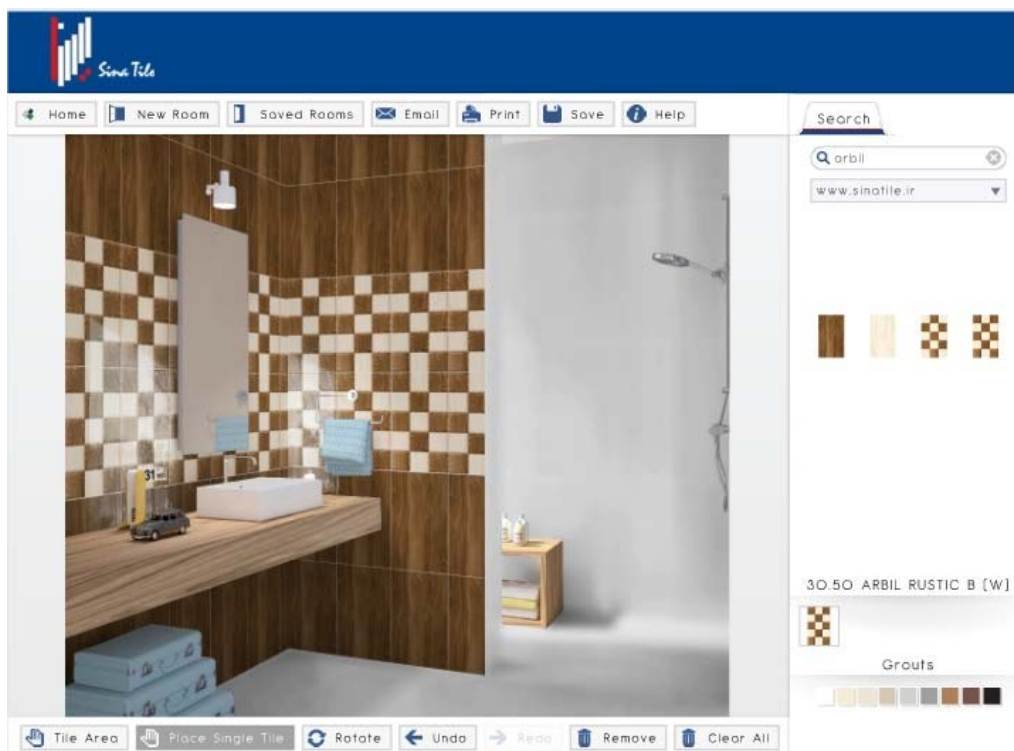 Sina Tile
Home New Room Saved Rooms Email Print Save Help
Search
arbil
www.sinatile.ir
31
30.50 ARBIL RUSTIC B [W]
Grouts
Tile Area Place Single Tile Rotate Undo Redo Remove Clear All